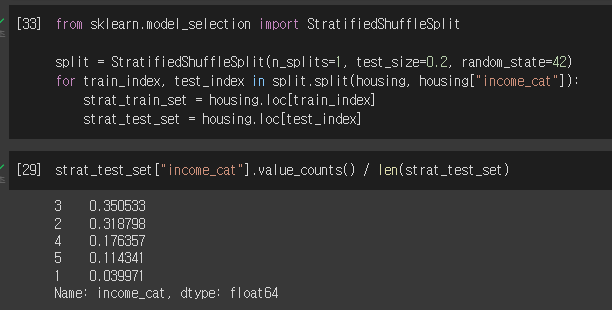 [33] from sklearn.model_selection import StratifiedShuffleSplit
split = StratifiedShuffleSplit(n_splits=1, test_size=0.2, random_state=42)
for train_index, test_index in split.split(housing, housing["income_cat"]):
    strat_train_set = housing.loc[train_index]
    strat_test_set = housing.loc[test_index]
[29] strat_test_set["income_cat"].value_counts() / len(strat_test_set)
3    0.350533
2    0.318798
4    0.176357
5    0.114341
1    0.039971
Name: income_cat, dtype: float64